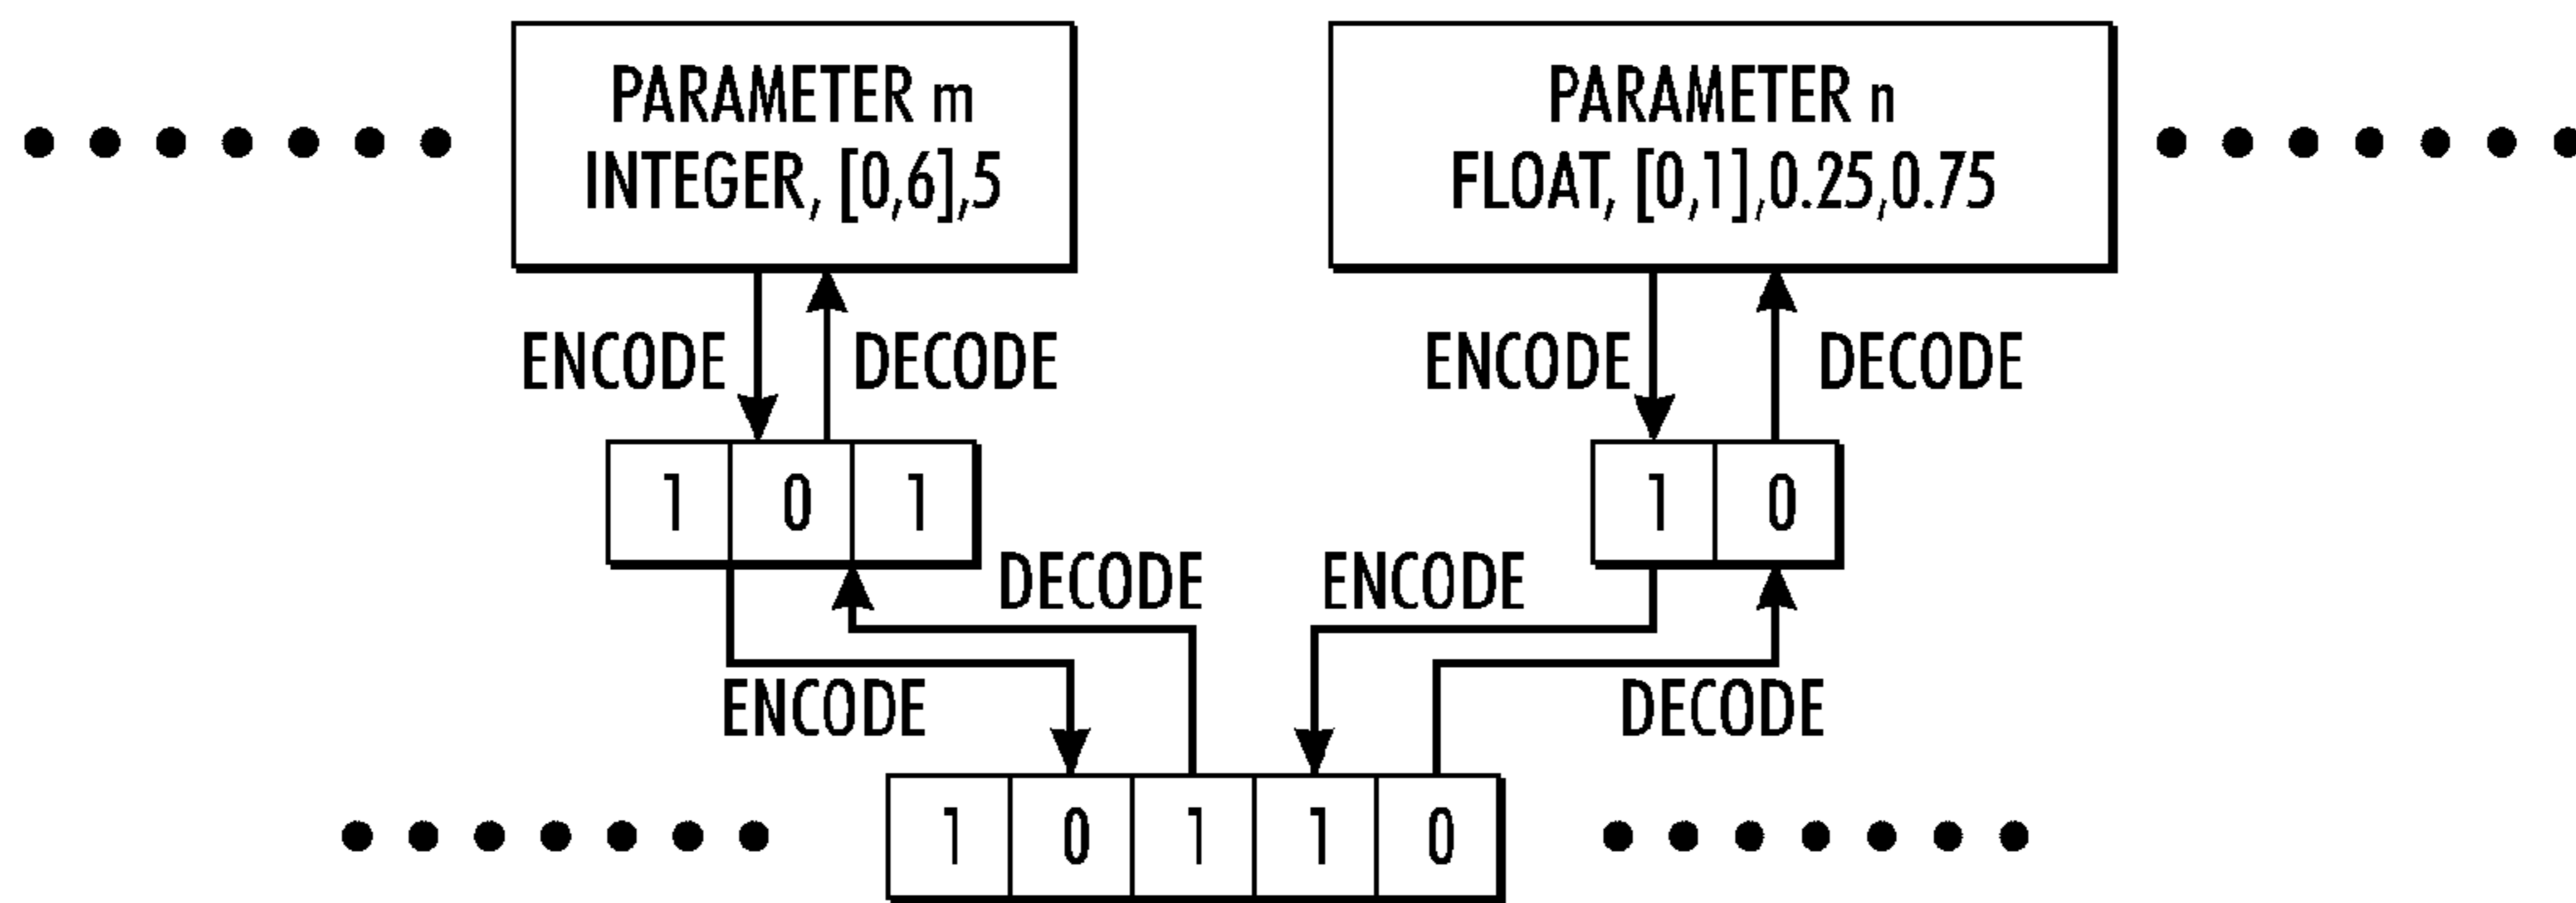 PARAMETER m
INTEGER, [0,6],5
PARAMETER n
FLOAT, [0,1],0.25,0.75
ENCODE
DECODE
ENCODE
DECODE
1 0 1
1 0
DECODE
ENCODE
ENCODE
DECODE
1 0 1 1 0